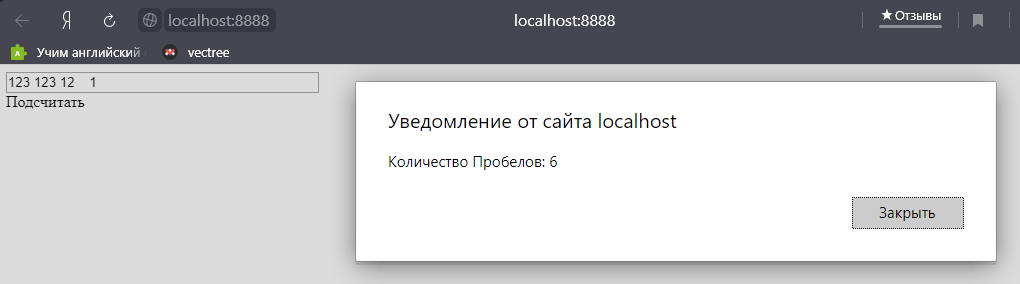 Я localhost:8888 localhost:8888 ★ Отзывы
Учим английский vectree
123 123 12    1
Подсчитать
Уведомление от сайта localhost
Количество Пробелов: 6
Закрыть